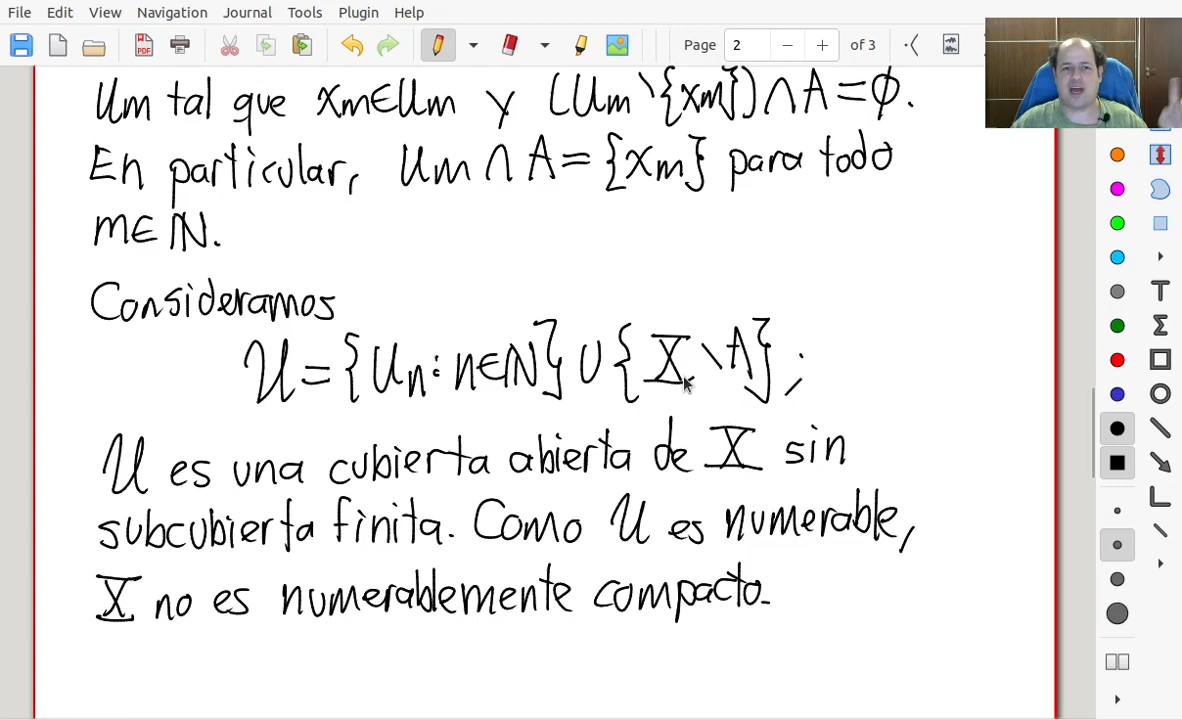 File Edit View Navigation Journal Tools Plugin Help
Page 2 of 3
Um tal que xm∈Um y (Um\{xm})∩A=∅.
En particular, Um∩A={xm} para todo
m∈ℕ.
Consideramos
𝒰={Un:n∈ℕ}∪{X\A};
𝒰 es una cubierta abierta de X sin
subcubierta finita. Como 𝒰 es numerable,
X no es numerablemente compacto.